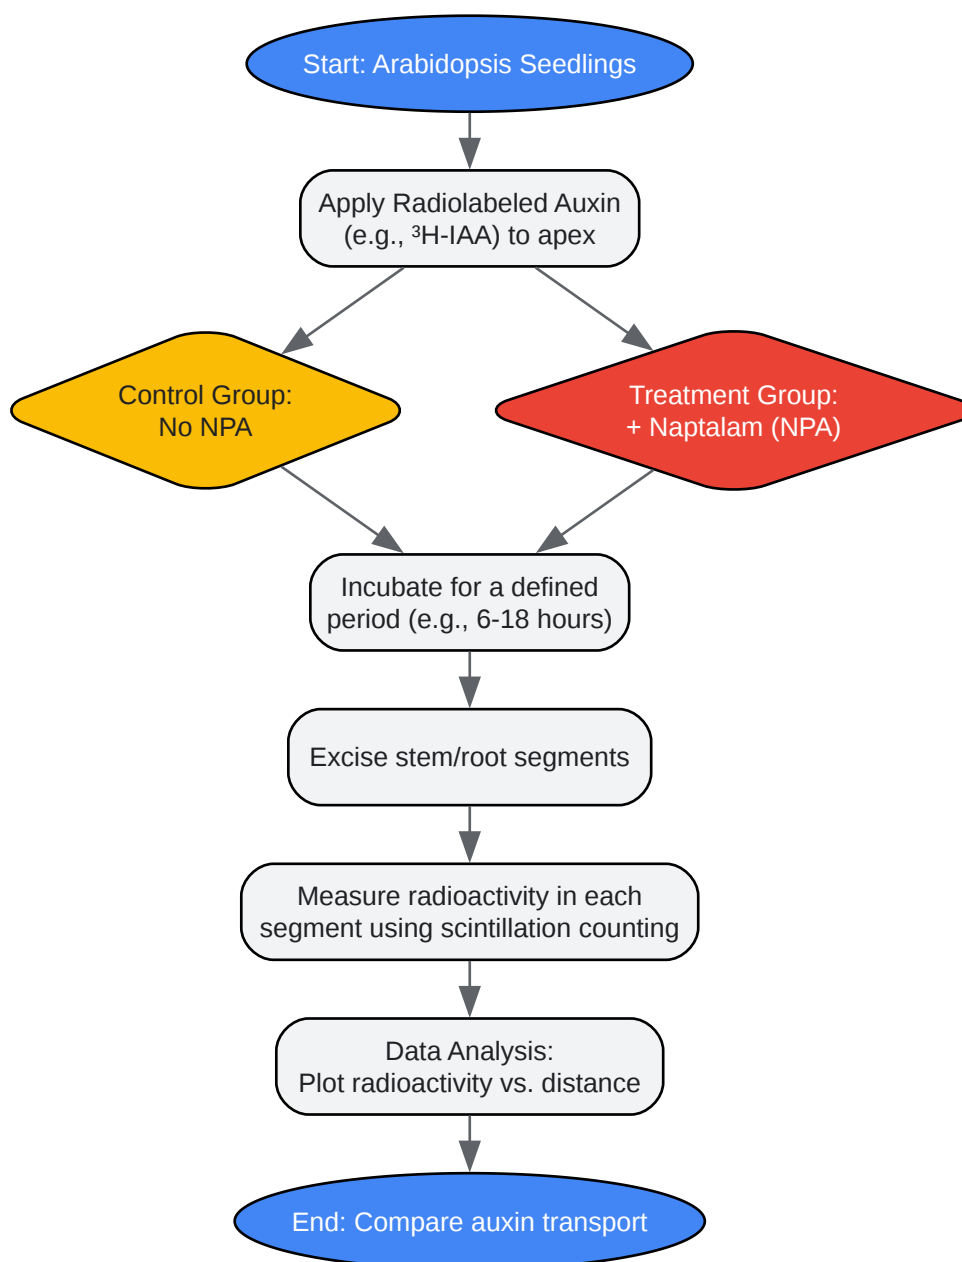 Start: Arabidopsis Seedlings
Apply Radiolabeled Auxin
(e.g., ³H-IAA) to apex
Control Group:
No NPA
Treatment Group:
+ Naptalam (NPA)
Incubate for a defined
period (e.g., 6-18 hours)
Excise stem/root segments
Measure radioactivity in each
segment using scintillation counting
Data Analysis:
Plot radioactivity vs. distance
End: Compare auxin transport